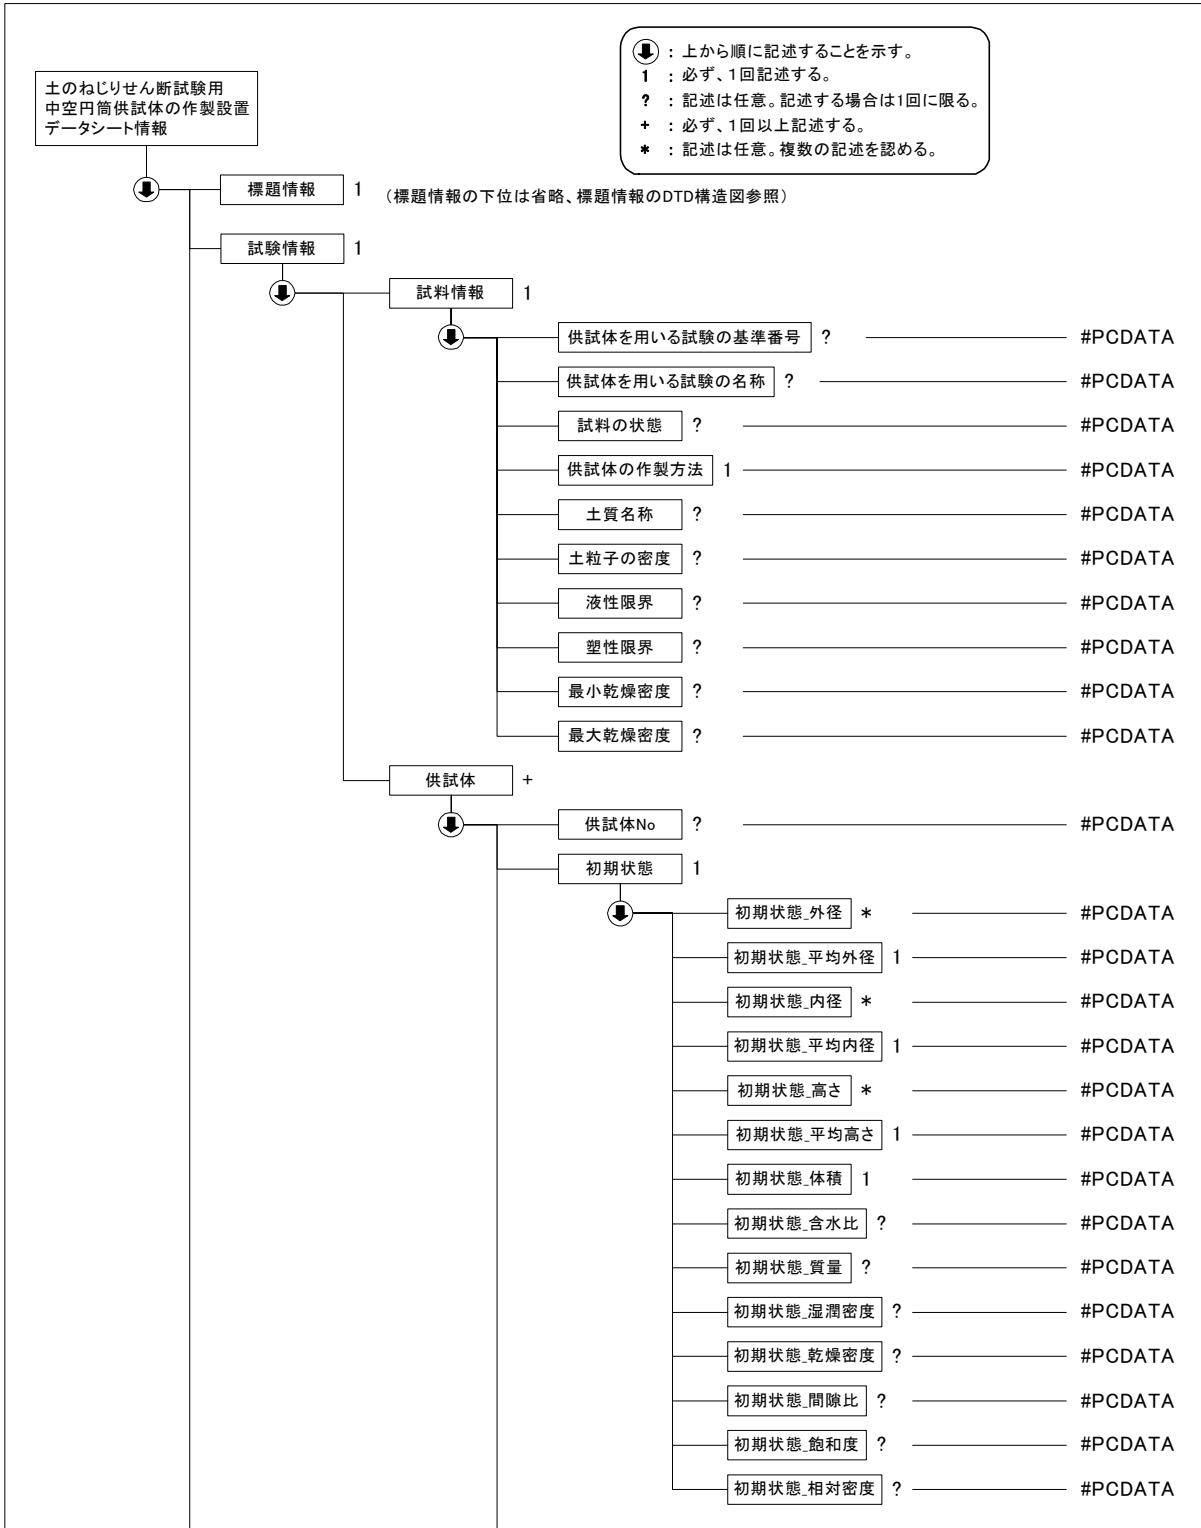 ： 上から順に記述することを示す。
1 ： 必ず、1回記述する。
? ： 記述は任意。記述する場合は1回に限る。
+ ： 必ず、1回以上記述する。
* ： 記述は任意。複数の記述を認める。
土のねじりせん断試験用
中空円筒供試体の作製設置
データシート情報
標題情報 1 （標題情報の下位は省略、標題情報のDTD構造図参照）
試験情報 1
試料情報 1
供試体を用いる試験の基準番号 ? #PCDATA
供試体を用いる試験の名称 ? #PCDATA
試料の状態 ? #PCDATA
供試体の作製方法 1 #PCDATA
土質名称 ? #PCDATA
土粒子の密度 ? #PCDATA
液性限界 ? #PCDATA
塑性限界 ? #PCDATA
最小乾燥密度 ? #PCDATA
最大乾燥密度 ? #PCDATA
供試体 +
供試体No ? #PCDATA
初期状態 1
初期状態_外径 * #PCDATA
初期状態_平均外径 1 #PCDATA
初期状態_内径 * #PCDATA
初期状態_平均内径 1 #PCDATA
初期状態_高さ * #PCDATA
初期状態_平均高さ 1 #PCDATA
初期状態_体積 1 #PCDATA
初期状態_含水比 ? #PCDATA
初期状態_質量 ? #PCDATA
初期状態_湿潤密度 ? #PCDATA
初期状態_乾燥密度 ? #PCDATA
初期状態_間隙比 ? #PCDATA
初期状態_飽和度 ? #PCDATA
初期状態_相対密度 ? #PCDATA